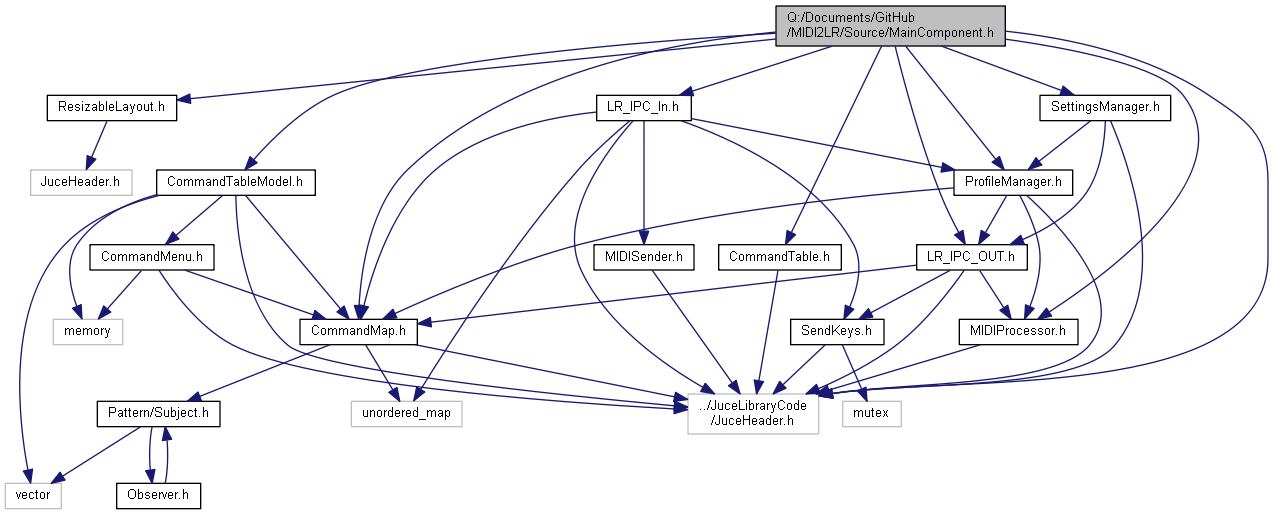 Q:/Documents/GitHub
/MIDI2LR/Source/MainComponent.h
ResizableLayout.h
LR_IPC_In.h
SettingsManager.h
JuceHeader.h
CommandTableModel.h
ProfileManager.h
CommandMenu.h
MIDISender.h
CommandTable.h
LR_IPC_OUT.h
memory
CommandMap.h
SendKeys.h
MIDIProcessor.h
Pattern/Subject.h
unordered_map
../JuceLibraryCode
/JuceHeader.h
mutex
vector
Observer.h